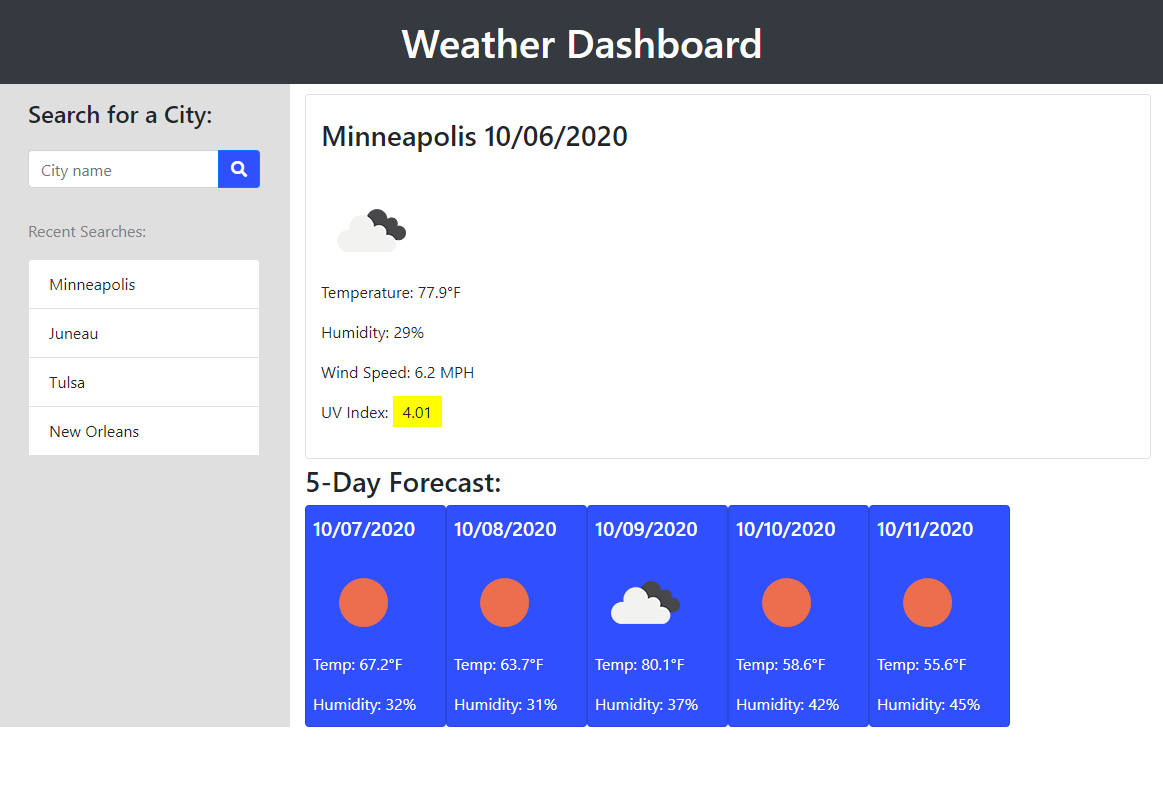 Weather Dashboard
Search for a City:
City name
Recent Searches:
Minneapolis
Juneau
Tulsa
New Orleans
Minneapolis 10/06/2020
Temperature: 77.9°F
Humidity: 29%
Wind Speed: 6.2 MPH
UV Index: 4.01
5-Day Forecast:
10/07/2020
Temp: 67.2°F
Humidity: 32%
10/08/2020
Temp: 63.7°F
Humidity: 31%
10/09/2020
Temp: 80.1°F
Humidity: 37%
10/10/2020
Temp: 58.6°F
Humidity: 42%
10/11/2020
Temp: 55.6°F
Humidity: 45%